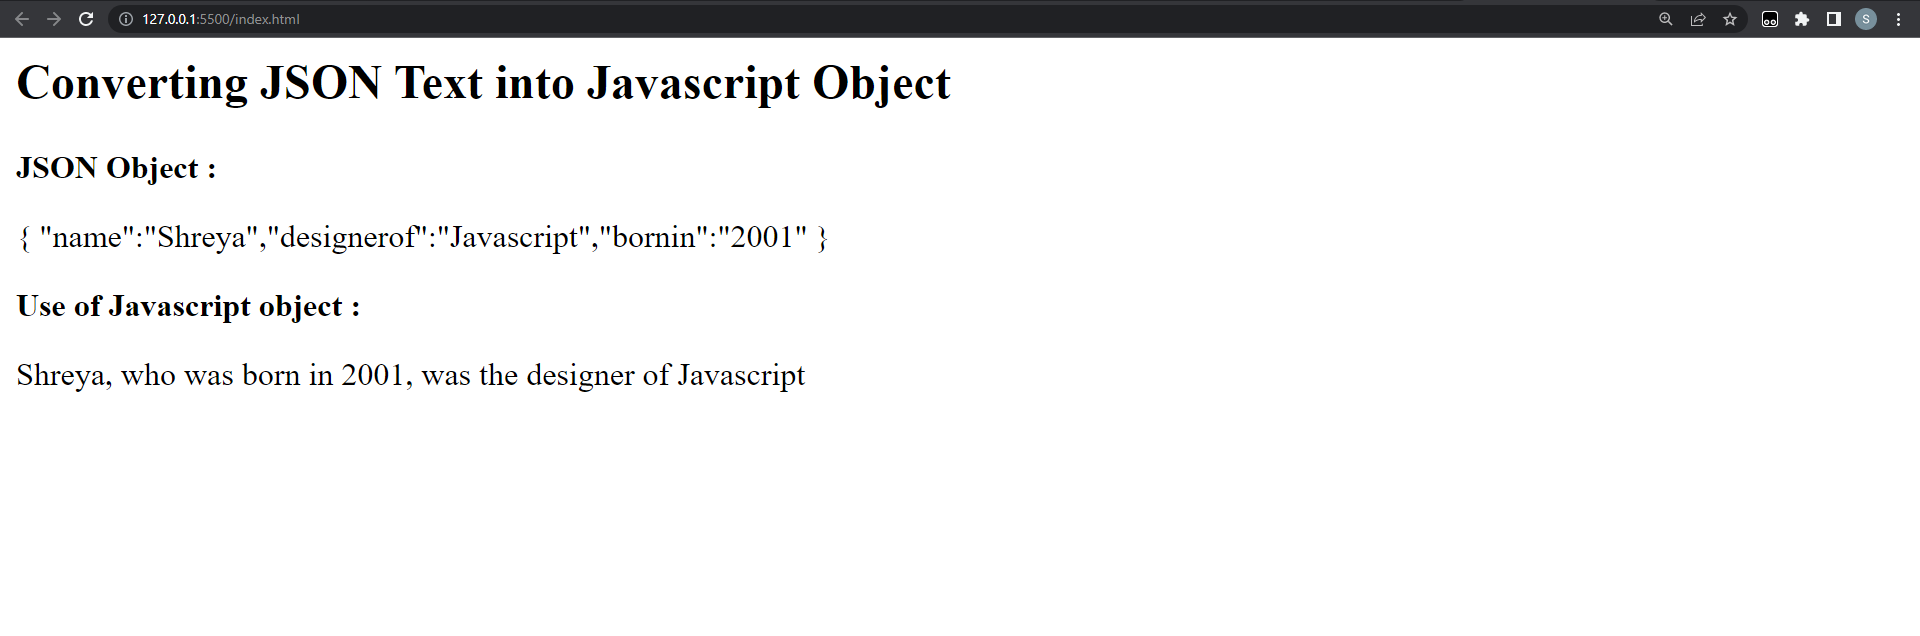 127.0.0.1:5500/index.html
S
Converting JSON Text into Javascript Object
JSON Object :
{ "name":"Shreya","designerof":"Javascript","bornin":"2001" }
Use of Javascript object :
Shreya, who was born in 2001, was the designer of Javascript